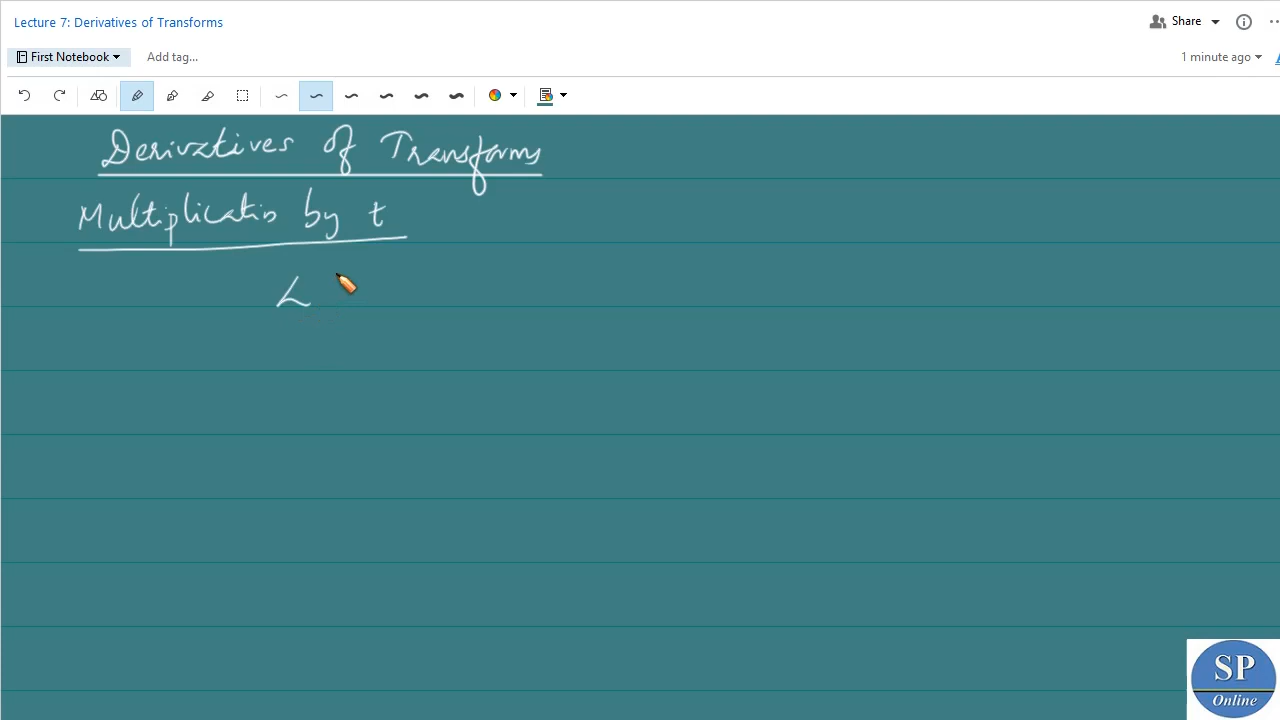 Lecture 7: Derivatives of Transforms
Share
First Notebook
Add tag...
1 minute ago
Derivatives of Transforms
Multiplicatis by t
L
SP
Online